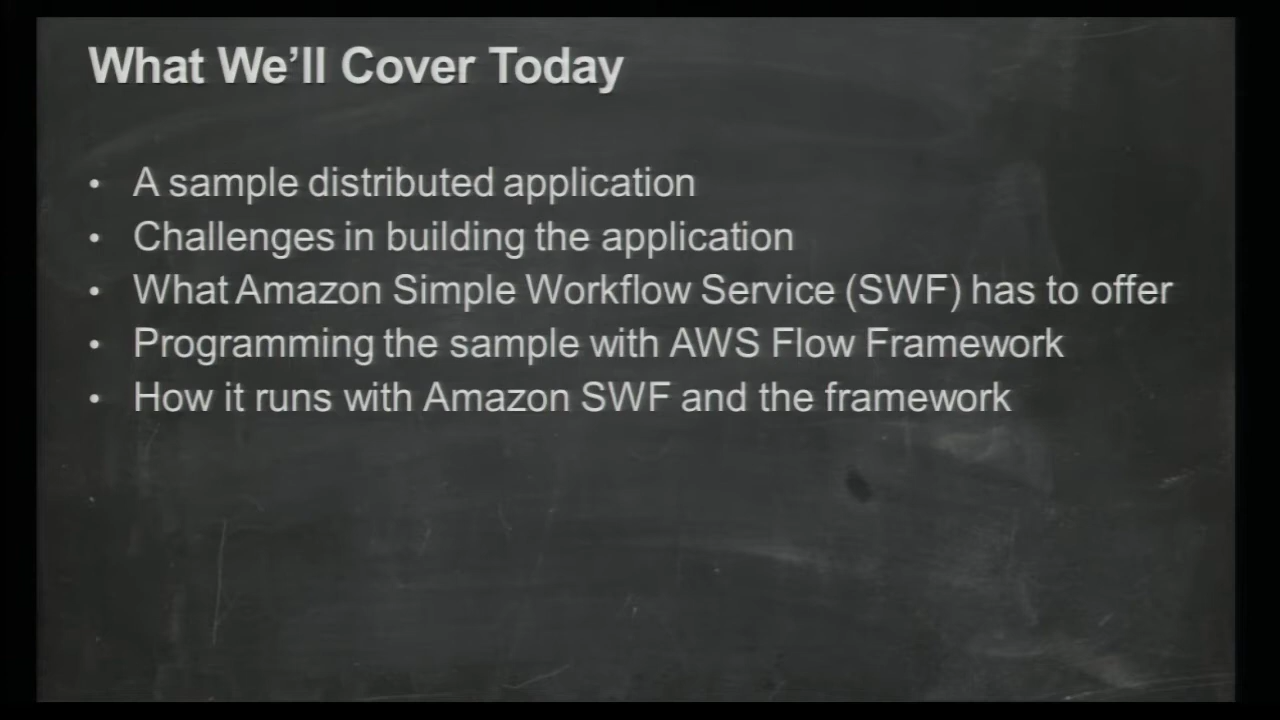 What We’ll Cover Today
• A sample distributed application
• Challenges in building the application
• What Amazon Simple Workflow Service (SWF) has to offer
• Programming the sample with AWS Flow Framework
• How it runs with Amazon SWF and the framework